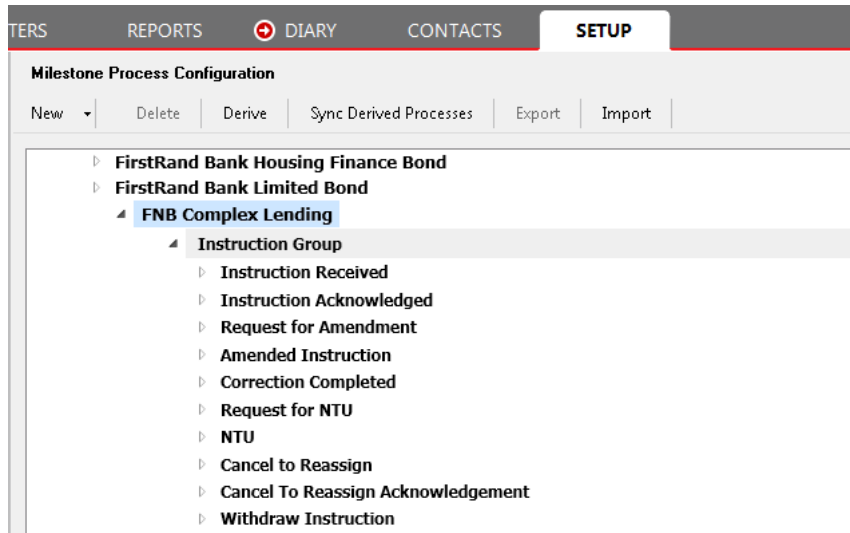 TERS REPORTS DIARY CONTACTS SETUP
Milestone Process Configuration
New Delete Derive Sync Derived Processes Export Import
FirstRand Bank Housing Finance Bond
FirstRand Bank Limited Bond
FNB Complex Lending
Instruction Group
Instruction Received
Instruction Acknowledged
Request for Amendment
Amended Instruction
Correction Completed
Request for NTU
NTU
Cancel to Reassign
Cancel To Reassign Acknowledgement
Withdraw Instruction